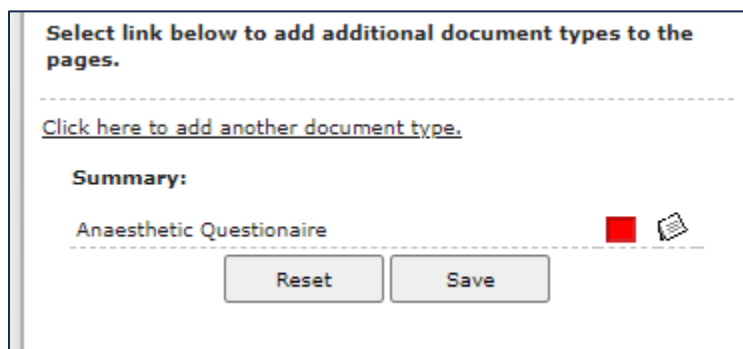 Select link below to add additional document types to the
pages.
Click here to add another document type.
Summary:
Anaesthetic Questionaire
Reset Save